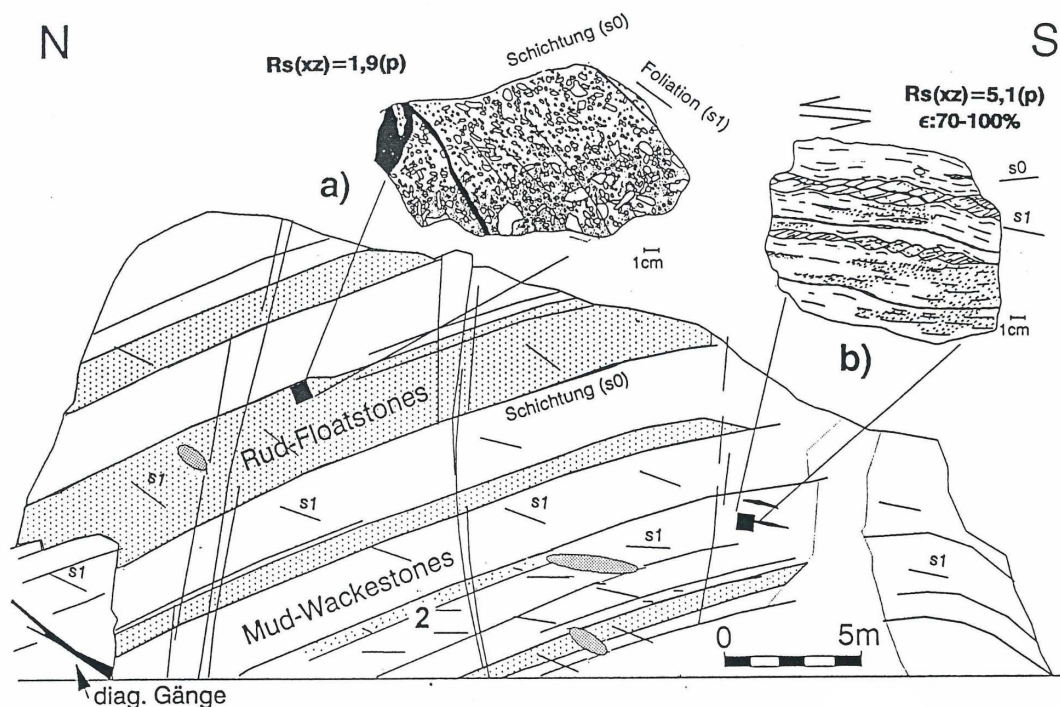 N
S
Schichtung (s0)
Rs(xz)=1,9(p)
Foliation (s1)
Rs(xz)=5,1(p)
ϵ:70-100%
a)
s0
s1
1cm
1cm
b)
Schichtung (s0)
Rud-Floatstones
s1
s1
s1
s1
s1
s1
Mud-Wackestones
2
0
5m
diag. Gänge